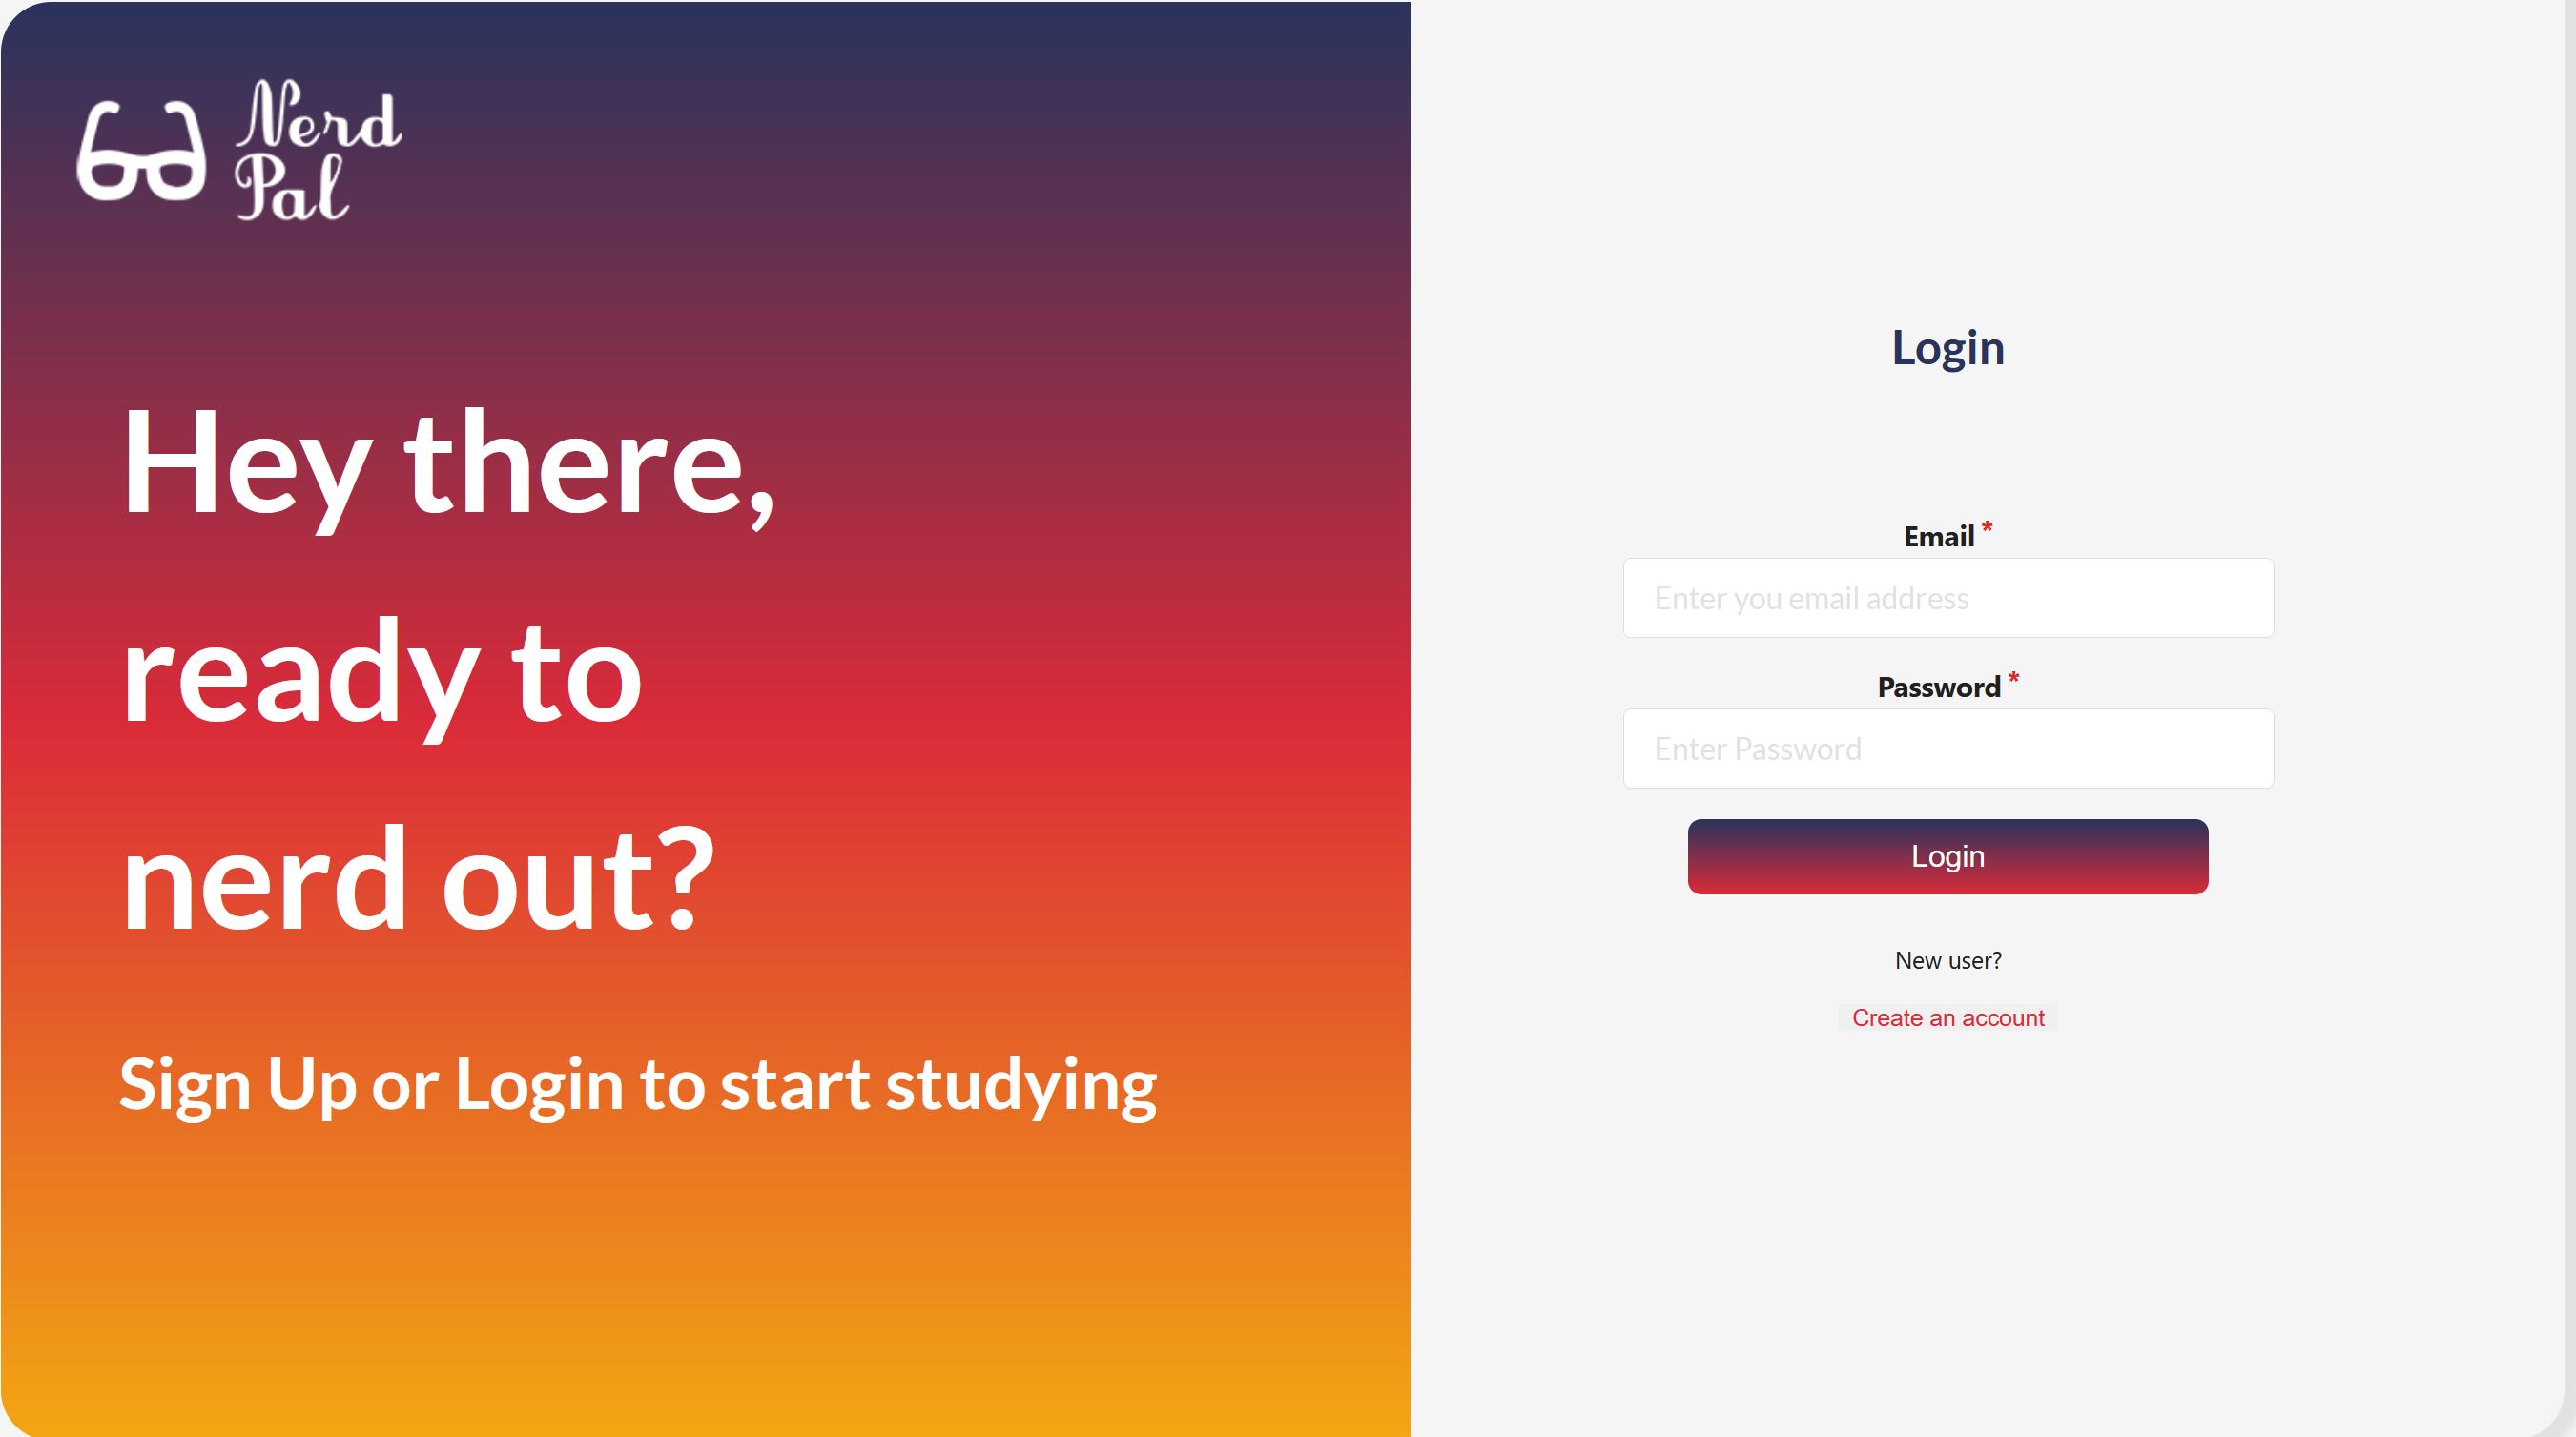 Nerd
Pal
Hey there,
ready to
nerd out?
Sign Up or Login to start studying
Login
Email *
Enter you email address
Password *
Enter Password
Login
New user?
Create an account